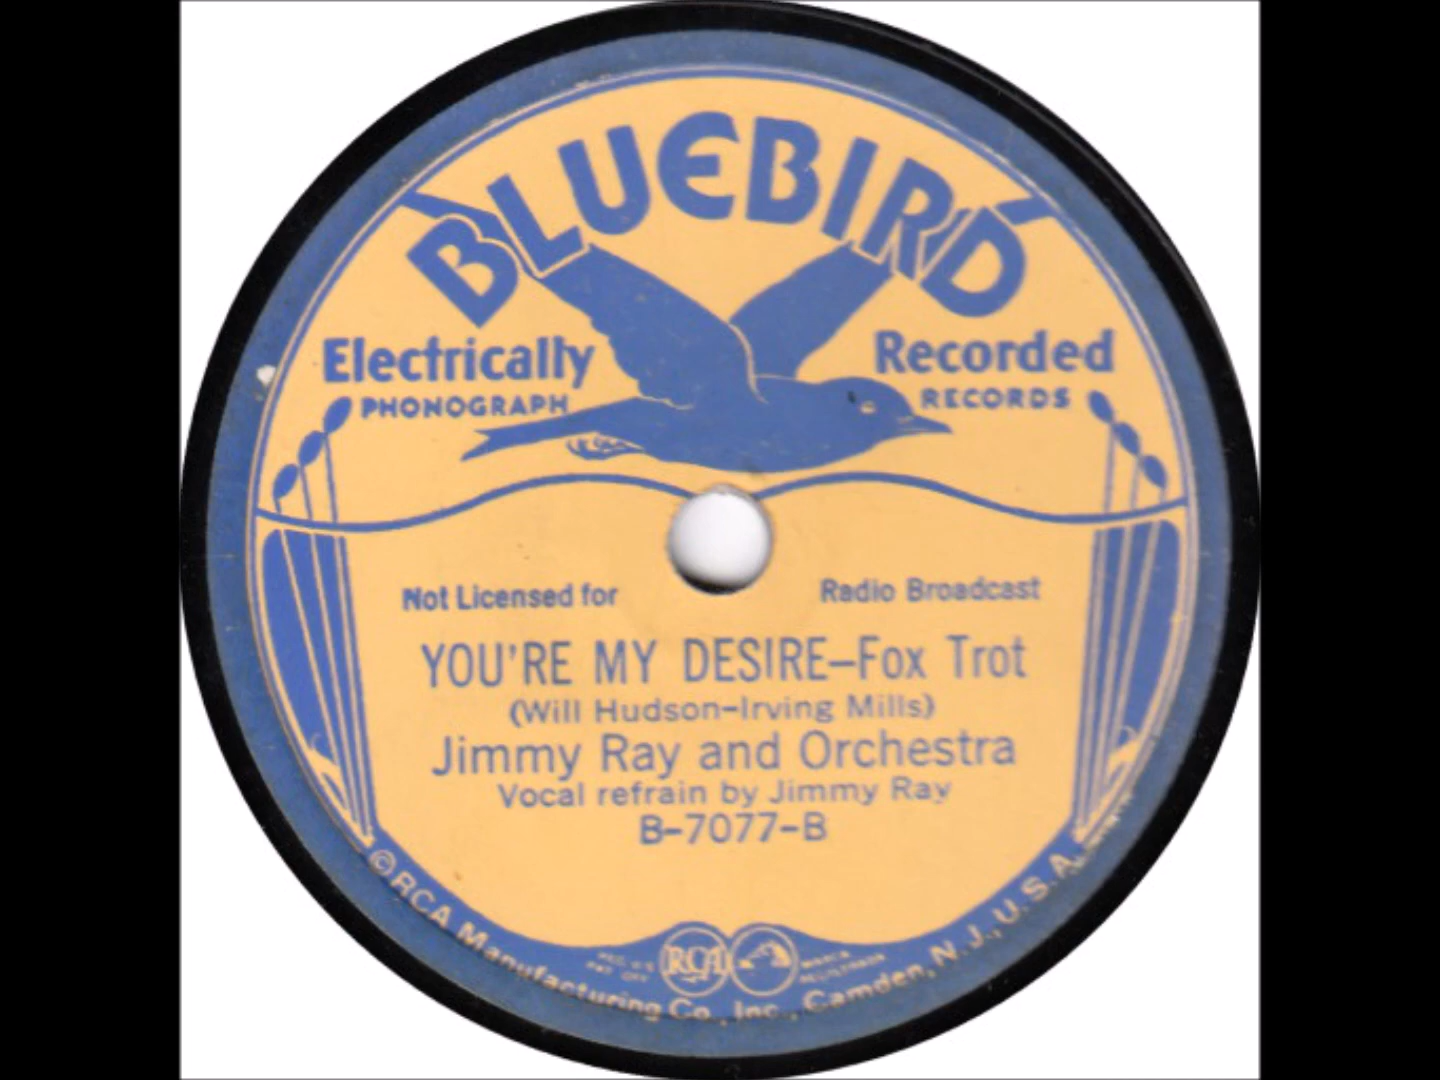 BLUEBIRD
Electrically Recorded
PHONOGRAPH RECORDS
Not Licensed for Radio Broadcast
YOU'RE MY DESIRE—Fox Trot
(Will Hudson-Irving Mills)
Jimmy Ray and Orchestra
Vocal refrain by Jimmy Ray
B-7077-B
RCA
©RCA Manufacturing Co., Inc., Camden, N.J., U.S.A.